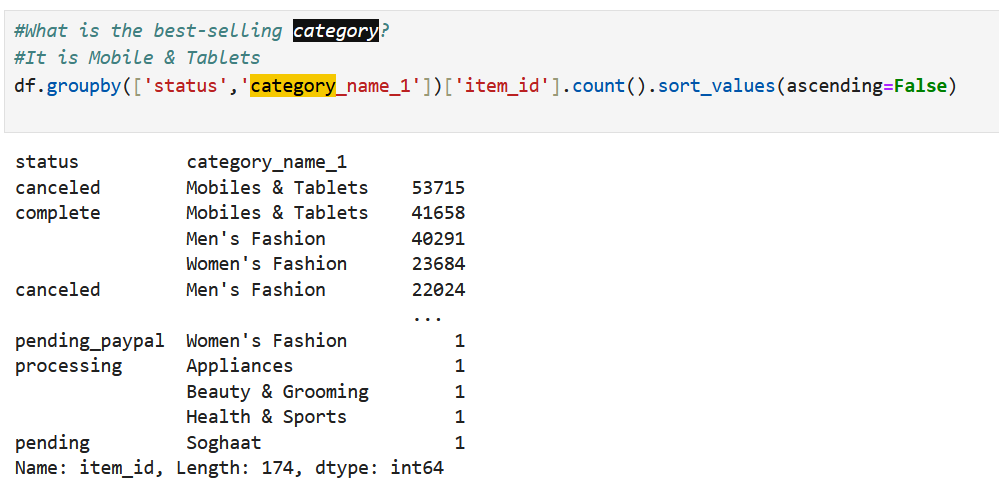 #What is the best-selling category?
#It is Mobile & Tablets
df.groupby(['status','category_name_1'])['item_id'].count().sort_values(ascending=False)
status          category_name_1
canceled        Mobiles & Tablets    53715
complete        Mobiles & Tablets    41658
                Men's Fashion        40291
                Women's Fashion      23684
canceled        Men's Fashion        22024
                                     ...
pending_paypal  Women's Fashion          1
processing      Appliances               1
                Beauty & Grooming        1
                Health & Sports          1
pending         Soghaat                  1
Name: item_id, Length: 174, dtype: int64